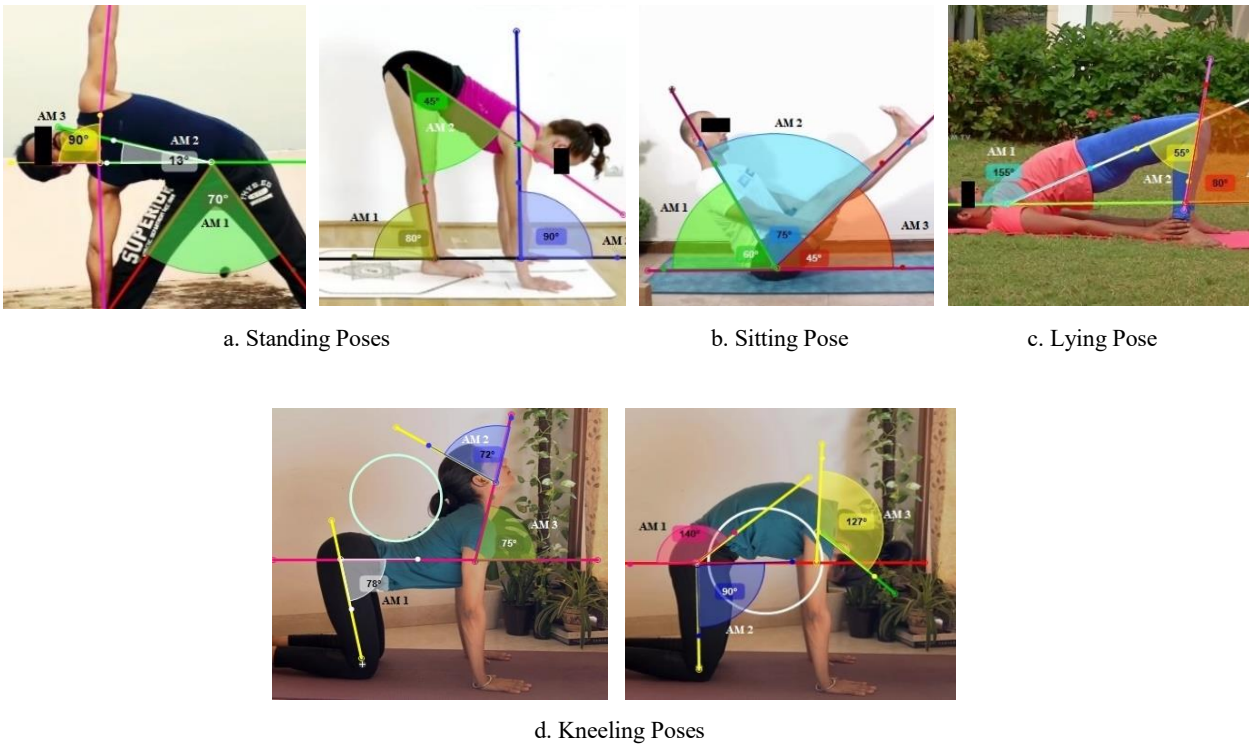 AM 3
90°
AM 2
13°
70°
AM 1
SUPERIOR
45°
AM 2
AM 1
80°
90°
AM
AM 2
AM 1
AM 3
75°
60°
45°
AM 1
155°
55°
AM 2
80°
a. Standing Poses
b. Sitting Pose
c. Lying Pose
AM 2
72°
AM 3
75°
78°
AM 1
AM 1
140°
AM 3
127°
90°
AM 2
d. Kneeling Poses